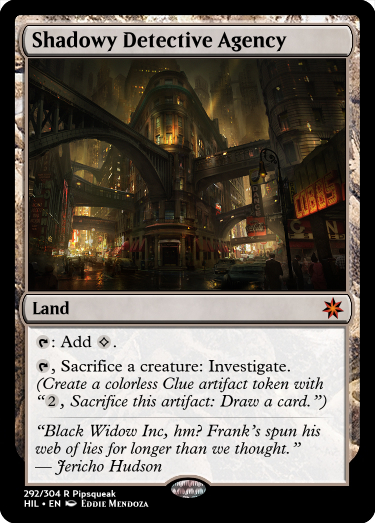 Shadowy Detective Agency
Land
: Add .
, Sacrifice a creature: Investigate.
(Create a colorless Clue artifact token with
“2, Sacrifice this artifact: Draw a card.”)
“Black Widow Inc, hm? Frank’s spun his
web of lies for longer than we thought.”
— Jericho Hudson
292/304 R Pipsqueak
HIL • EN Eddie Mendoza